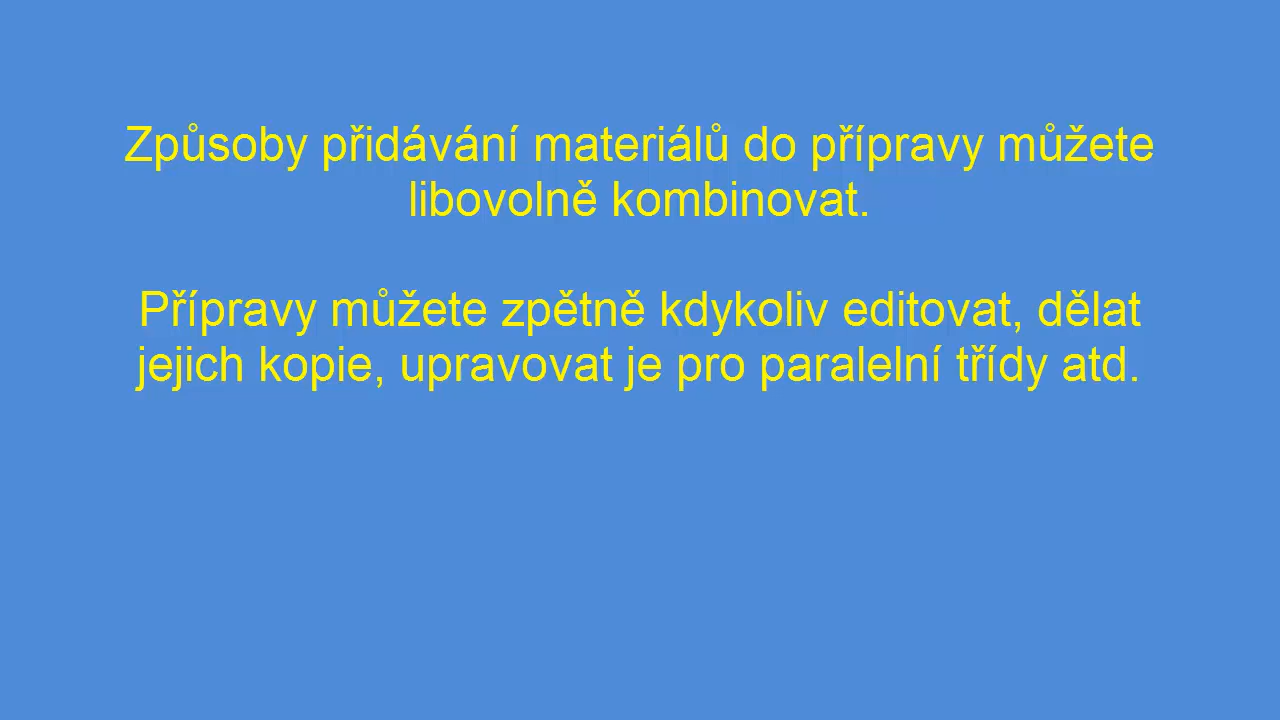 Způsoby přidávání materiálů do přípravy můžete
libovolně kombinovat.
Přípravy můžete zpětně kdykoliv editovat, dělat
jejich kopie, upravovat je pro paralelní třídy atd.